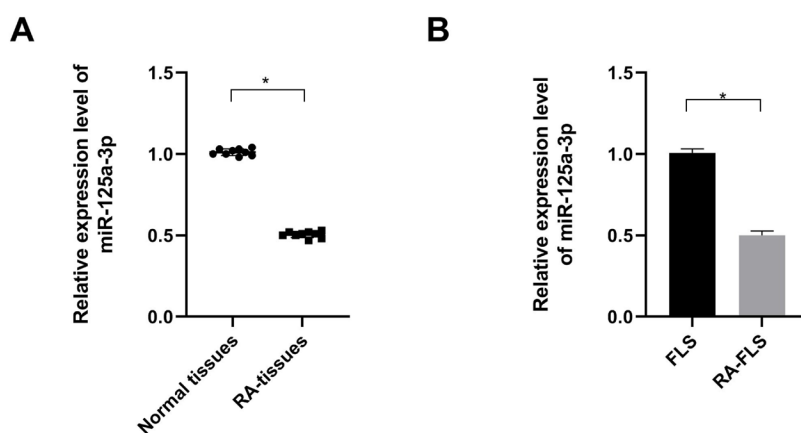 A
Relative expression level of
miR-125a-3p
1.5
1.0
0.5
0.0
*
Normal tissues
RA-tissues
B
Relative expression level
of miR-125a-3p
1.5
1.0
0.5
0.0
*
FLS
RA-FLS